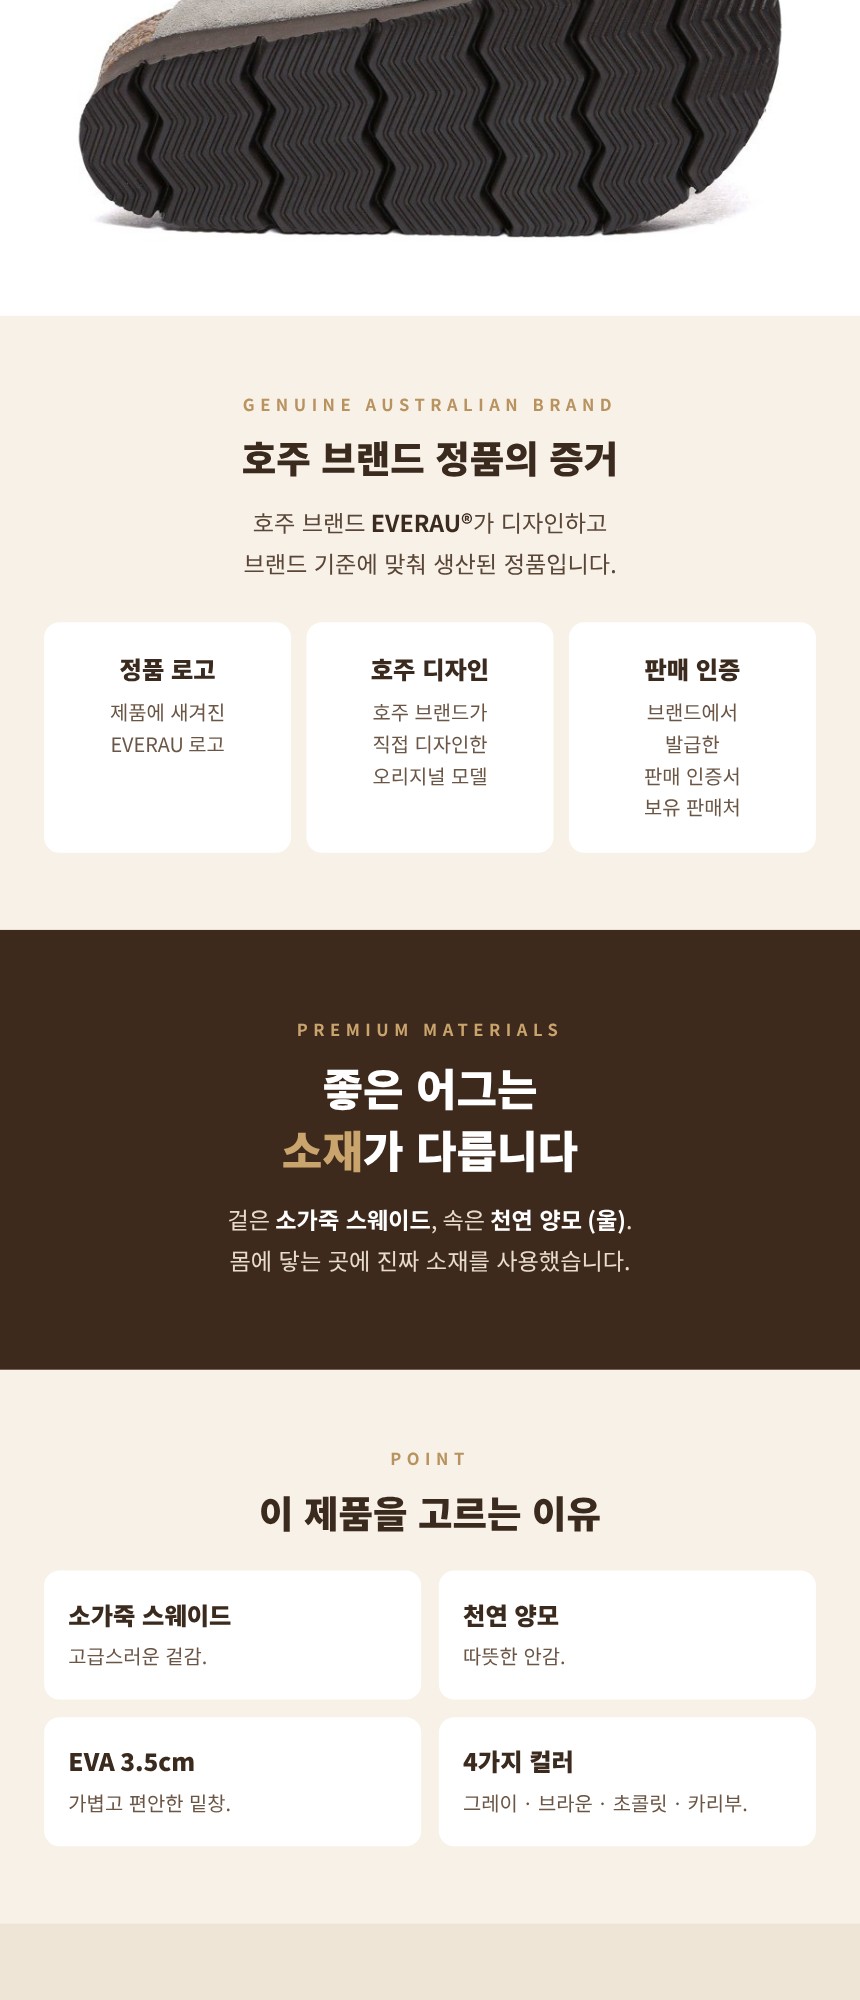 GENUINE AUSTRALIAN BRAND
호주 브랜드 정품의 증거
호주 브랜드 EVERAU®가 디자인하고
브랜드 기준에 맞춰 생산된 정품입니다.
정품 로고
제품에 새겨진
EVERAU 로고
호주 디자인
호주 브랜드가
직접 디자인한
오리지널 모델
판매 인증
브랜드에서
발급한
판매 인증서
보유 판매처
PREMIUM MATERIALS
좋은 어그는
소재가 다릅니다
겉은 소가죽 스웨이드, 속은 천연 양모 (울).
몸에 닿는 곳에 진짜 소재를 사용했습니다.
POINT
이 제품을 고르는 이유
소가죽 스웨이드
고급스러운 겉감.
천연 양모
따뜻한 안감.
EVA 3.5cm
가볍고 편안한 밑창.
4가지 컬러
그레이 · 브라운 · 초콜릿 · 카리부.